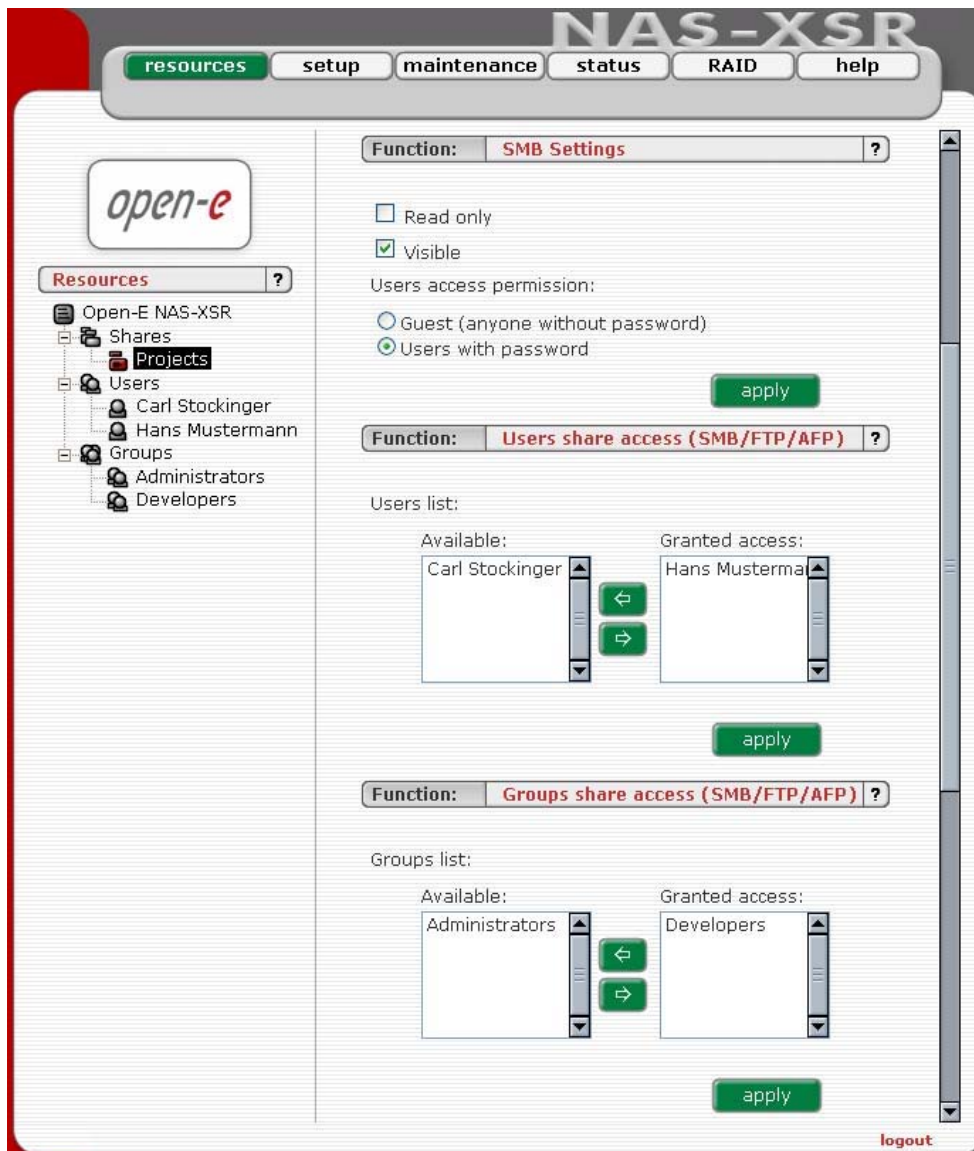 NAS-XSR
resources setup maintenance status RAID help
open-e
Resources ?
Open-E NAS-XSR
Shares
Projects
Users
Carl Stockinger
Hans Mustermann
Groups
Administrators
Developers
Function: SMB Settings ?
Read only
Visible
Users access permission:
Guest (anyone without password)
Users with password
apply
Function: Users share access (SMB/FTP/AFP) ?
Users list:
Available: Granted access:
Carl Stockinger Hans Musterma
apply
Function: Groups share access (SMB/FTP/AFP) ?
Groups list:
Available: Granted access:
Administrators Developers
apply
logout